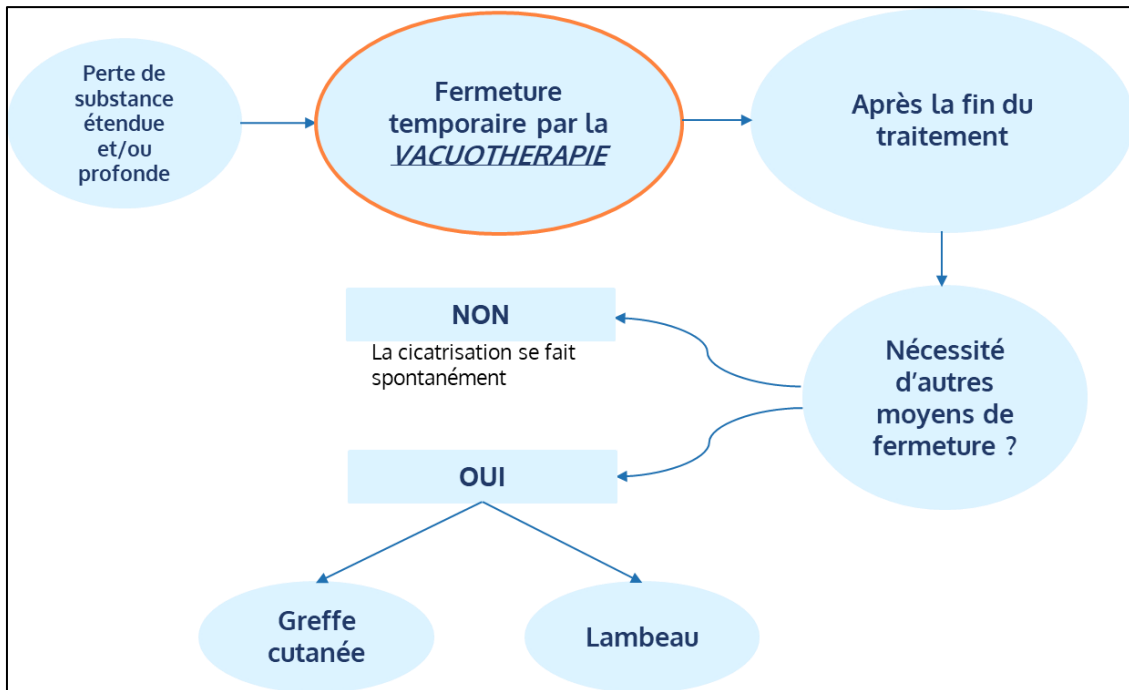 Perte de
substance
étendue
et/ou
profonde
Fermeture
temporaire par la
VACUOTHERAPIE
Après la fin du
traitement
Nécessité
d'autres
moyens de
fermeture ?
NON
La cicatrisation se fait
spontanément
OUI
Greffe
cutanée
Lambeau